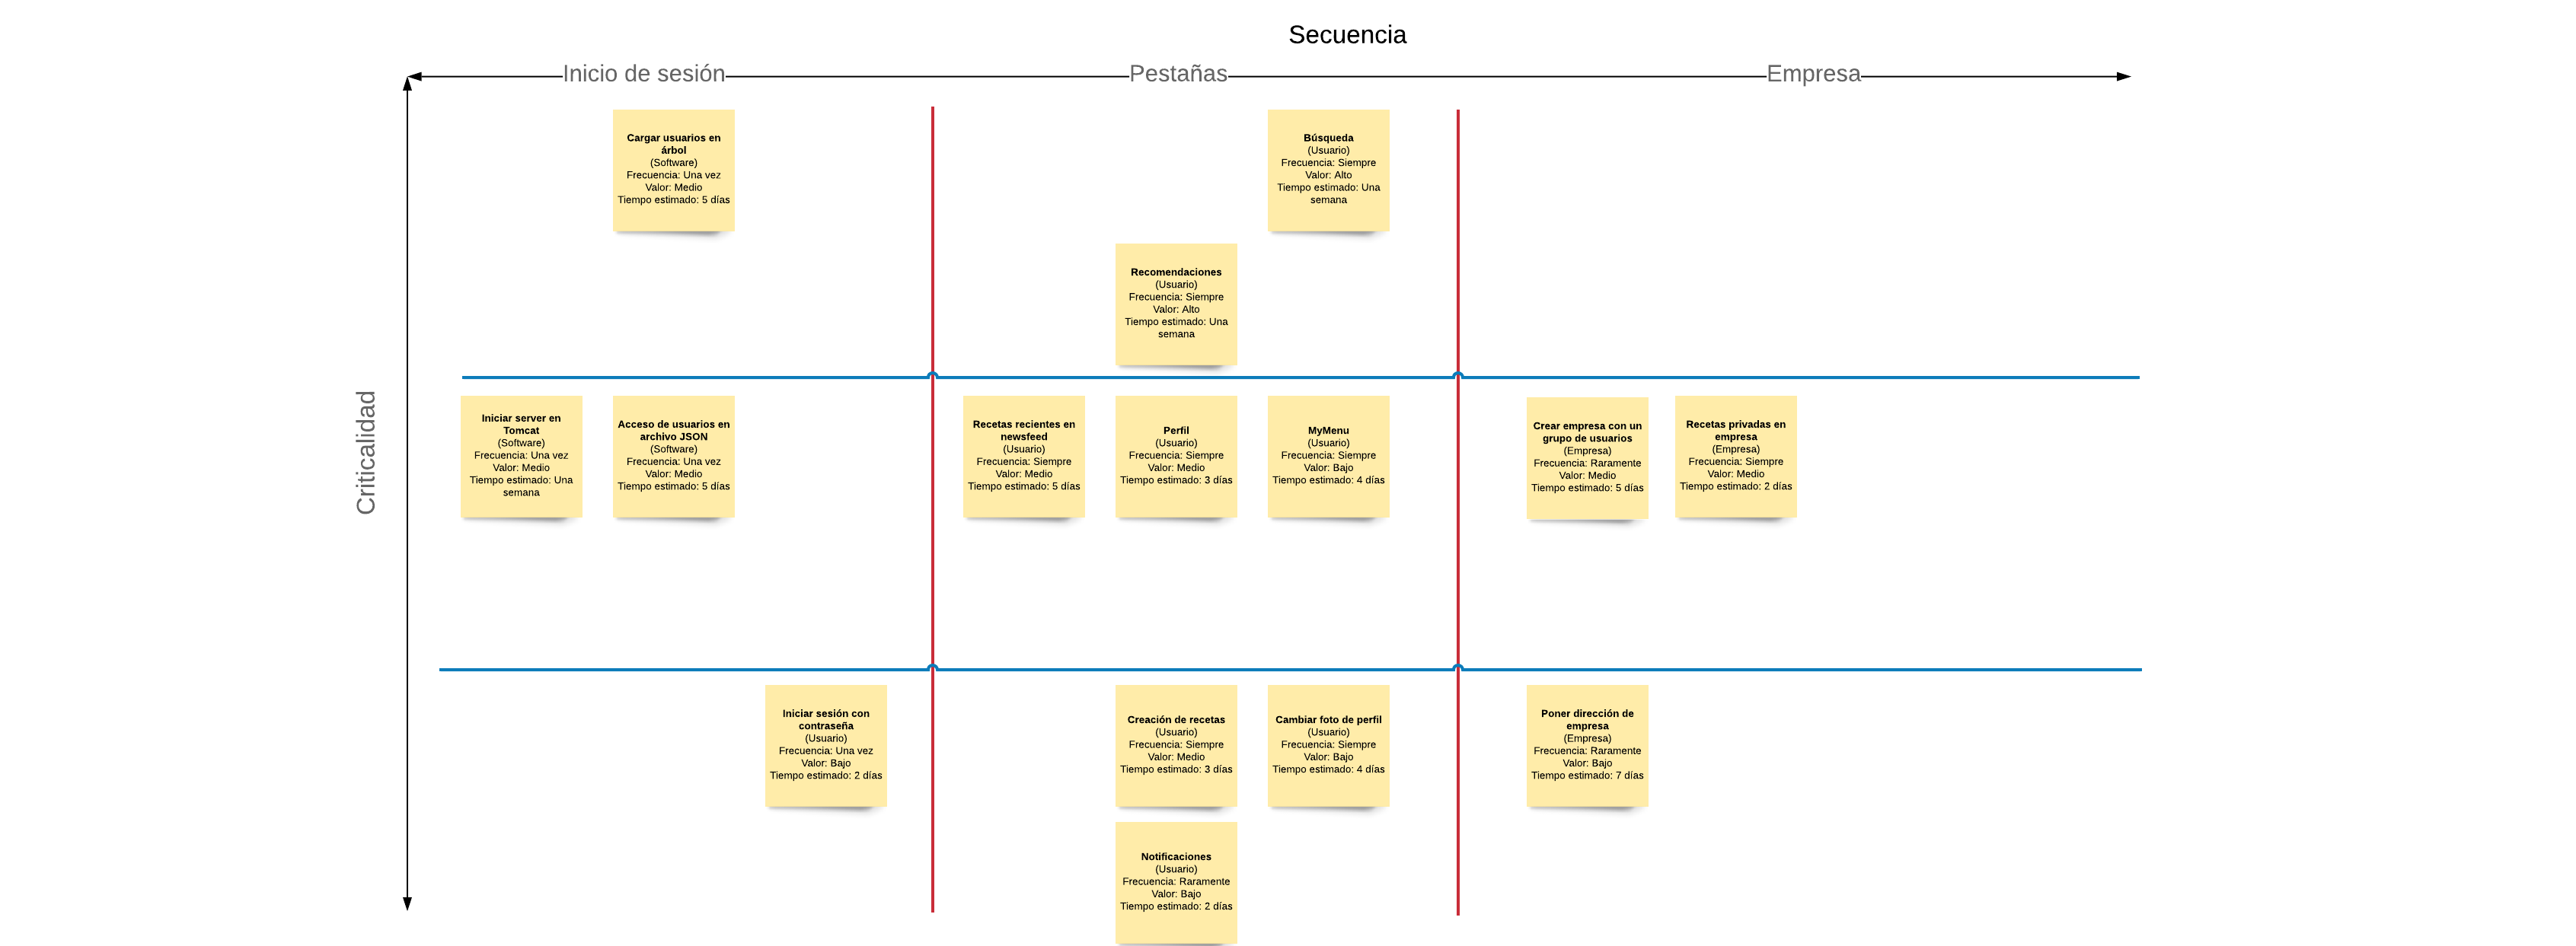 Secuencia
Inicio de sesión
Pestañas
Empresa
Criticalidad
Cargar usuarios en
árbol
(Software)
Frecuencia: Una vez
Valor: Medio
Tiempo estimado: 5 días
Búsqueda
(Usuario)
Frecuencia: Siempre
Valor: Alto
Tiempo estimado: Una
semana
Recomendaciones
(Usuario)
Frecuencia: Siempre
Valor: Alto
Tiempo estimado: Una
semana
Iniciar server en
Tomcat
(Software)
Frecuencia: Una vez
Valor: Medio
Tiempo estimado: Una
semana
Acceso de usuarios en
archivo JSON
(Software)
Frecuencia: Una vez
Valor: Medio
Tiempo estimado: 5 días
Recetas recientes en
newsfeed
(Usuario)
Frecuencia: Siempre
Valor: Medio
Tiempo estimado: 5 días
Perfil
(Usuario)
Frecuencia: Siempre
Valor: Medio
Tiempo estimado: 3 días
MyMenu
(Usuario)
Frecuencia: Siempre
Valor: Bajo
Tiempo estimado: 4 días
Crear empresa con un
grupo de usuarios
(Empresa)
Frecuencia: Raramente
Valor: Medio
Tiempo estimado: 5 días
Recetas privadas en
empresa
(Empresa)
Frecuencia: Siempre
Valor: Medio
Tiempo estimado: 2 días
Iniciar sesión con
contraseña
(Usuario)
Frecuencia: Una vez
Valor: Bajo
Tiempo estimado: 2 días
Creación de recetas
(Usuario)
Frecuencia: Siempre
Valor: Medio
Tiempo estimado: 3 días
Cambiar foto de perfil
(Usuario)
Frecuencia: Siempre
Valor: Bajo
Tiempo estimado: 4 días
Poner dirección de
empresa
(Empresa)
Frecuencia: Raramente
Valor: Bajo
Tiempo estimado: 7 días
Notificaciones
(Usuario)
Frecuencia: Raramente
Valor: Bajo
Tiempo estimado: 2 días